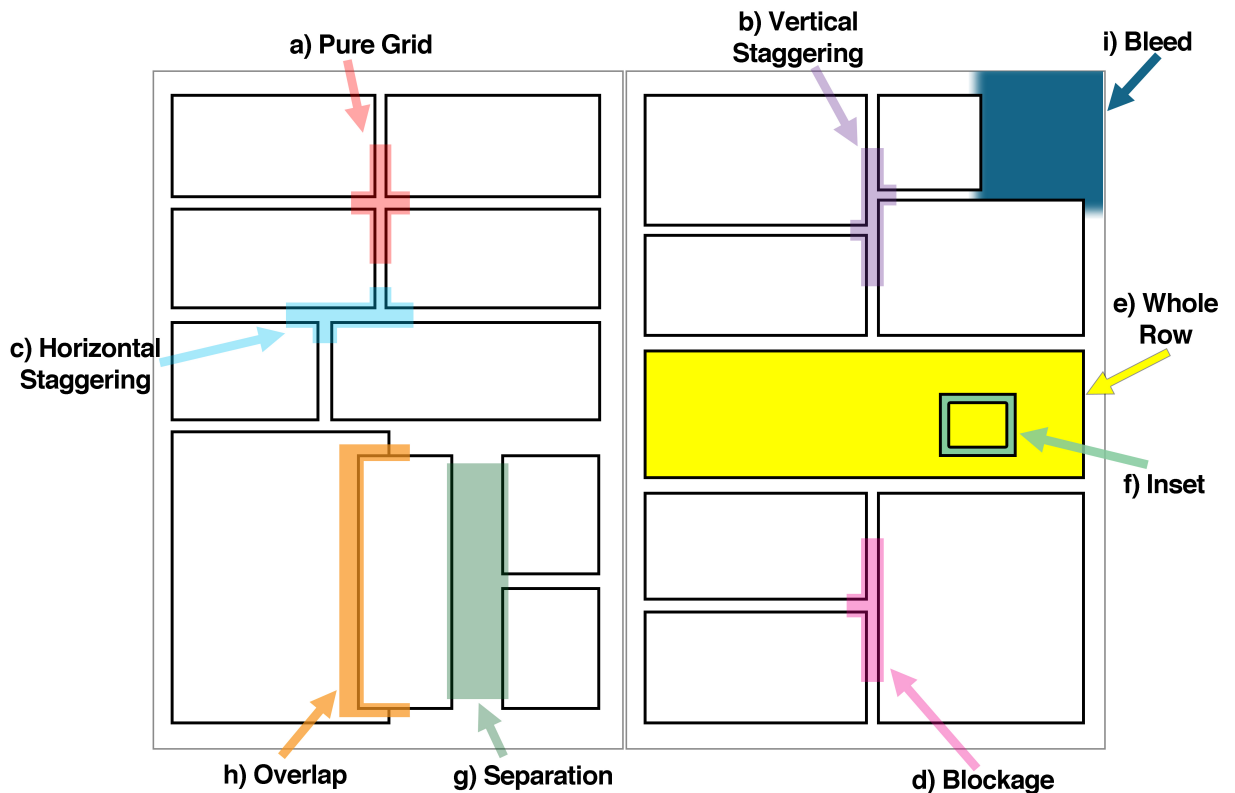 a) Pure Grid
b) Vertical
Staggering
i) Bleed
c) Horizontal
Staggering
e) Whole
Row
f) Inset
h) Overlap
g) Separation
d) Blockage